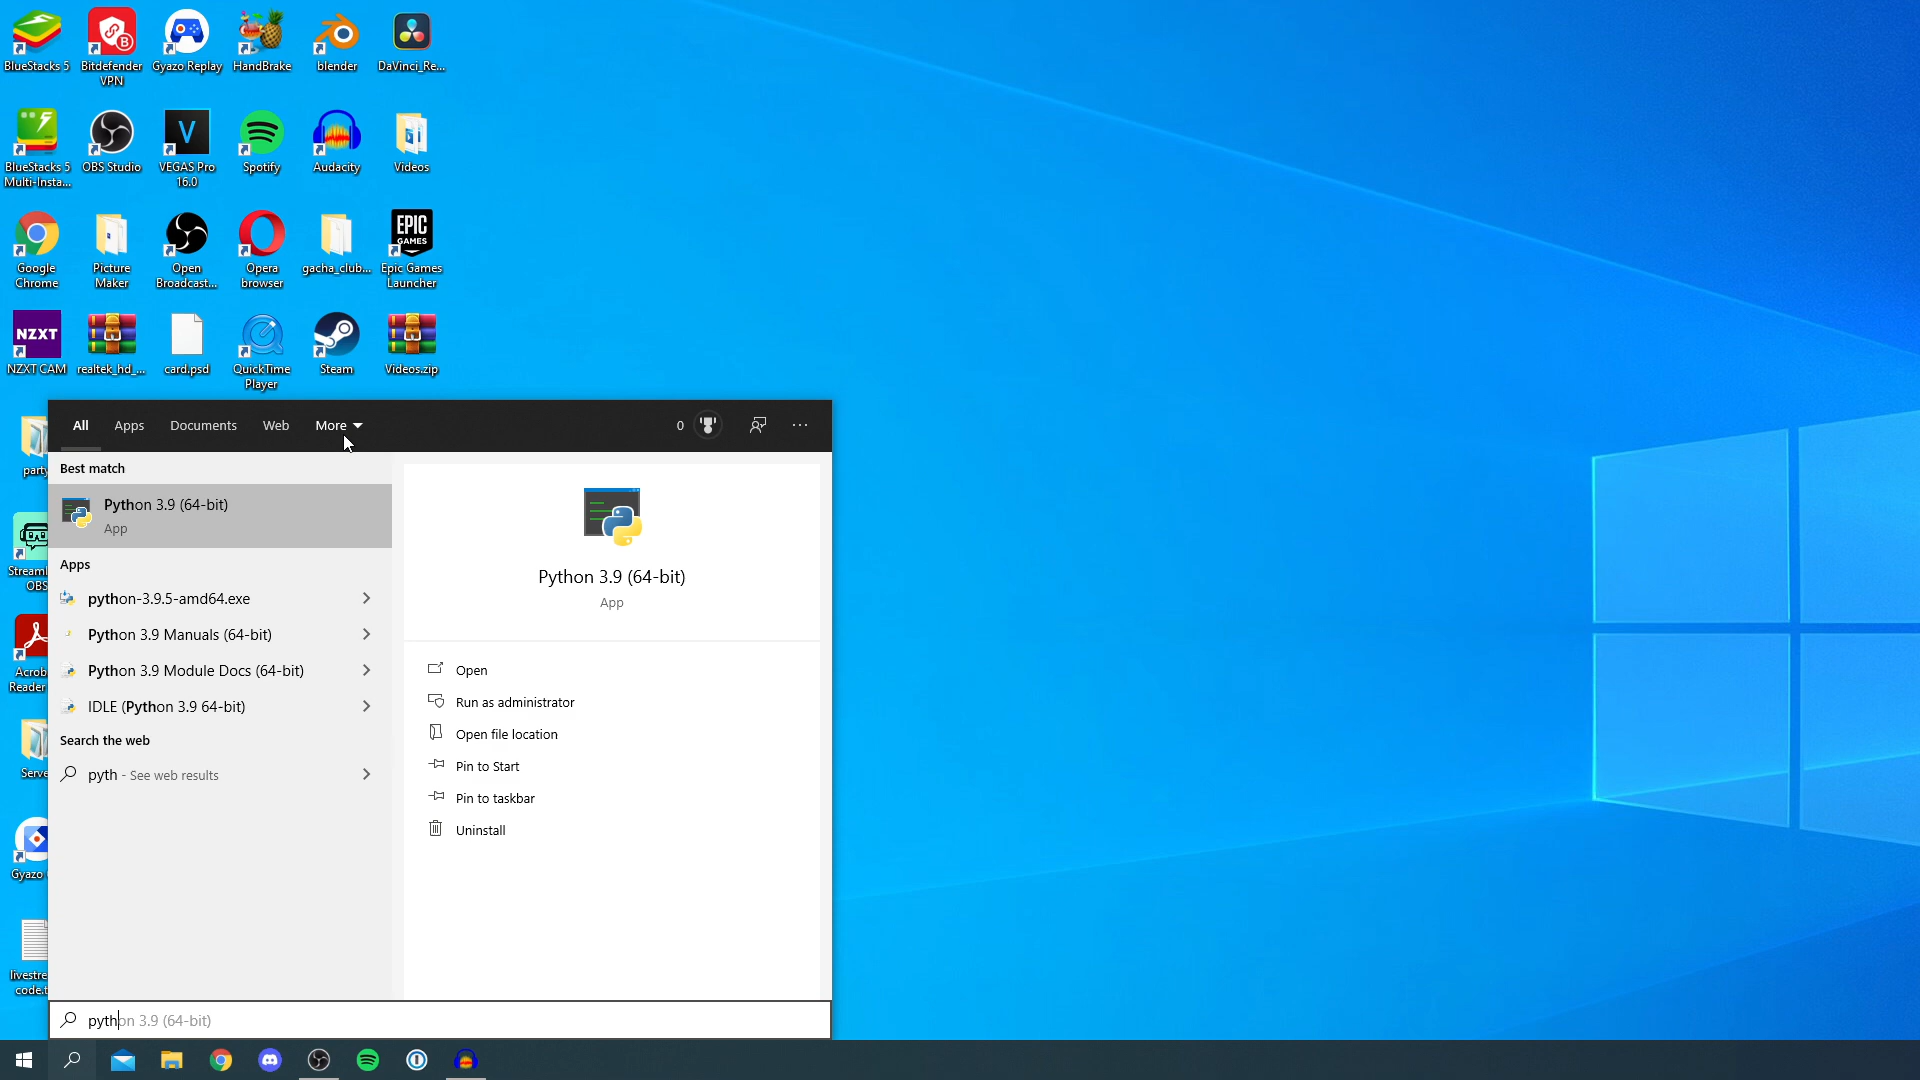 BlueStacks 5
Bitdefender
VPN
Gyazo Replay
HandBrake
blender
DaVinci_Re...
BlueStacks 5
Multi-Insta...
OBS Studio
VEGAS Pro
16.0
Spotify
Audacity
Videos
Google
Chrome
Picture
Maker
Open
Broadcast...
Opera
browser
gacha_club...
EPIC
GAMES
Epic Games
Launcher
NZXT
NZXT CAM
realtek_hd_...
card.psd
QuickTime
Player
Steam
Videos.zip
party
Streaml
OBS
Acrob
Reader
Serve
Gyazo
livestre
code.t
All
Apps
Documents
Web
More
0
Best match
Python 3.9 (64-bit)
App
Apps
python-3.9.5-amd64.exe
Python 3.9 Manuals (64-bit)
Python 3.9 Module Docs (64-bit)
IDLE (Python 3.9 64-bit)
Search the web
pyth - See web results
Python 3.9 (64-bit)
App
Open
Run as administrator
Open file location
Pin to Start
Pin to taskbar
Uninstall
python 3.9 (64-bit)